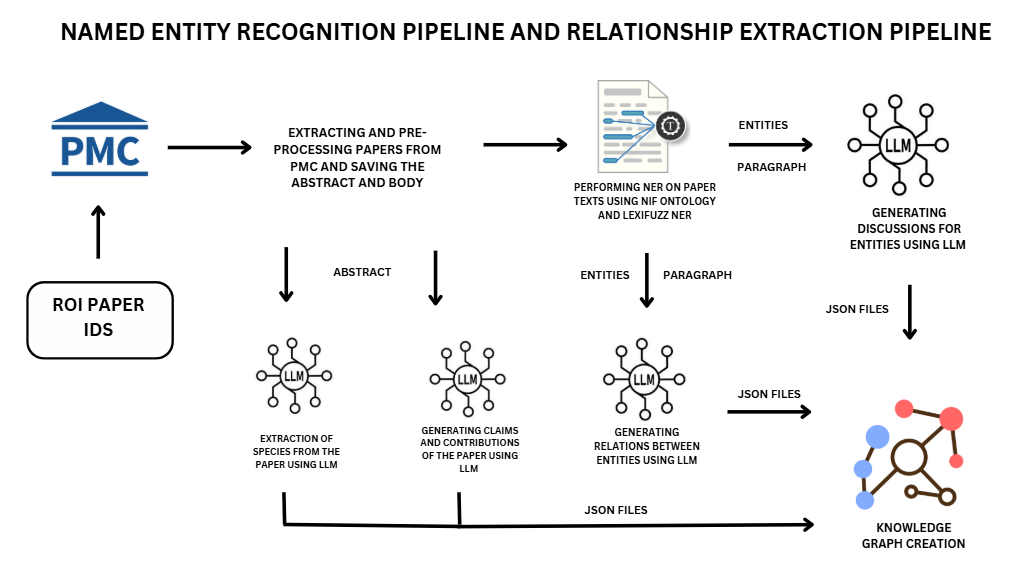 NAMED ENTITY RECOGNITION PIPELINE AND RELATIONSHIP EXTRACTION PIPELINE
PMC
EXTRACTING AND PRE-
PROCESSING PAPERS FROM
PMC AND SAVING THE
ABSTRACT AND BODY
T
PERFORMING NER ON PAPER
TEXTS USING NIF ONTOLOGY
AND LEXIFUZZ NER
ENTITIES
PARAGRAPH
LLM
GENERATING
DISCUSSIONS FOR
ENTITIES USING LLM
ROI PAPER
IDS
ABSTRACT
ENTITIES
PARAGRAPH
JSON FILES
LLM
EXTRACTION OF
SPECIES FROM THE
PAPER USING LLM
LLM
GENERATING CLAIMS
AND CONTRIBUTIONS
OF THE PAPER USING
LLM
LLM
GENERATING
RELATIONS BETWEEN
ENTITIES USING LLM
JSON FILES
JSON FILES
KNOWLEDGE
GRAPH CREATION